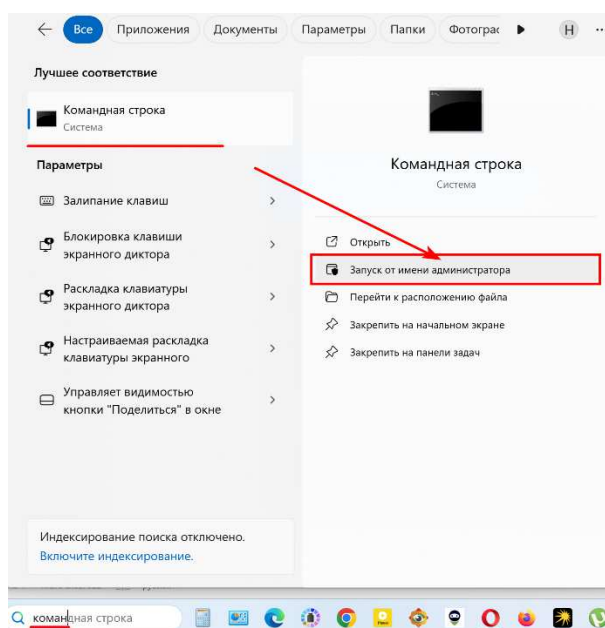 Все Приложения Документы Параметры Папки Фотограс H ...
Лучшее соответствие
Командная строка
Система
Параметры
Залипание клавиш
Блокировка клавиши
экранного диктора
Раскладка клавиатуры
экранного диктора
Настраиваемая раскладка
клавиатуры экранного
Управляет видимостью
кнопки "Поделиться" в окне
Индексирование поиска отключено.
Включите индексирование.
Командная строка
Система
Открыть
Запуск от имени администратора
Перейти к расположению файла
Закрепить на начальном экране
Закрепить на панели задач
командная строка